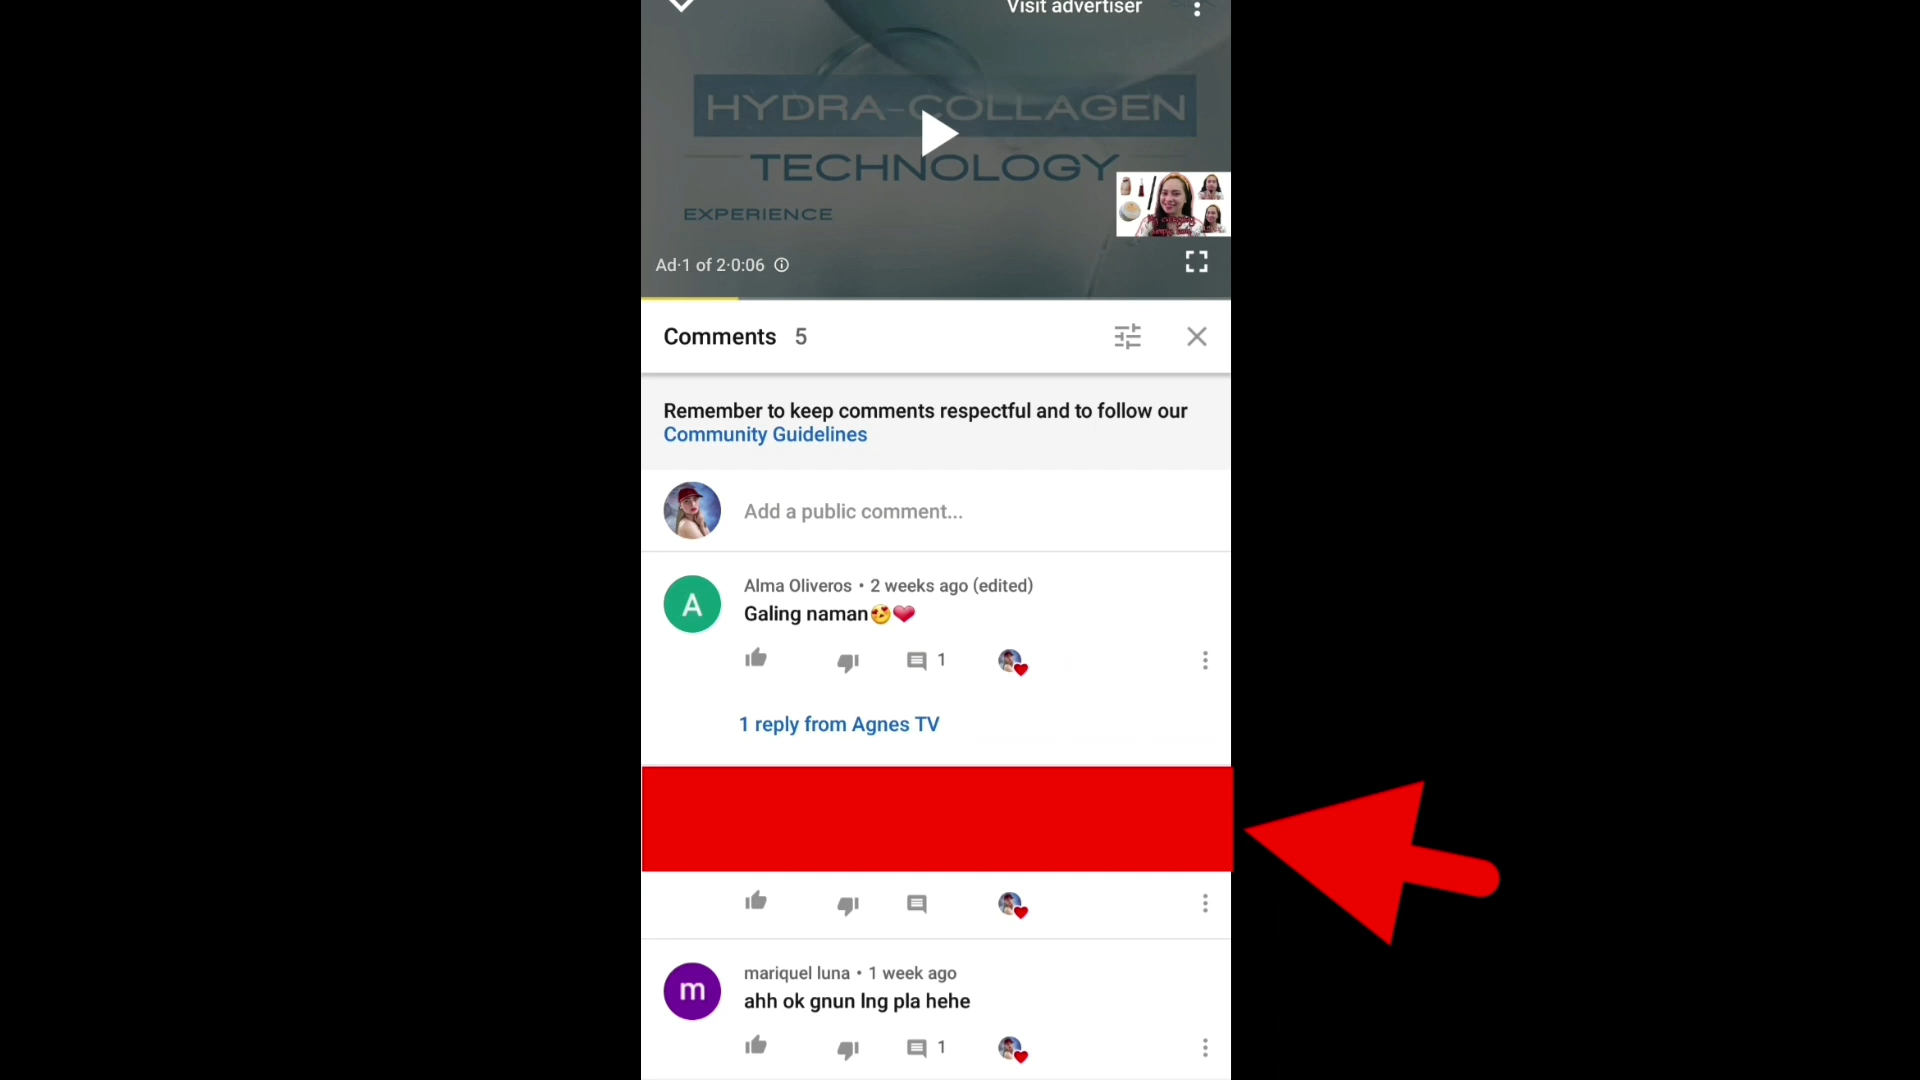 Visit advertiser
HYDRA-COLLAGEN
TECHNOLOGY
EXPERIENCE
Ad·1 of 2·0:06
Comments 5
Remember to keep comments respectful and to follow our
Community Guidelines
Add a public comment...
A
Alma Oliveros • 2 weeks ago (edited)
Galing naman😍❤
1
1 reply from Agnes TV
m
mariquel luna • 1 week ago
ahh ok gnun lng pla hehe
1